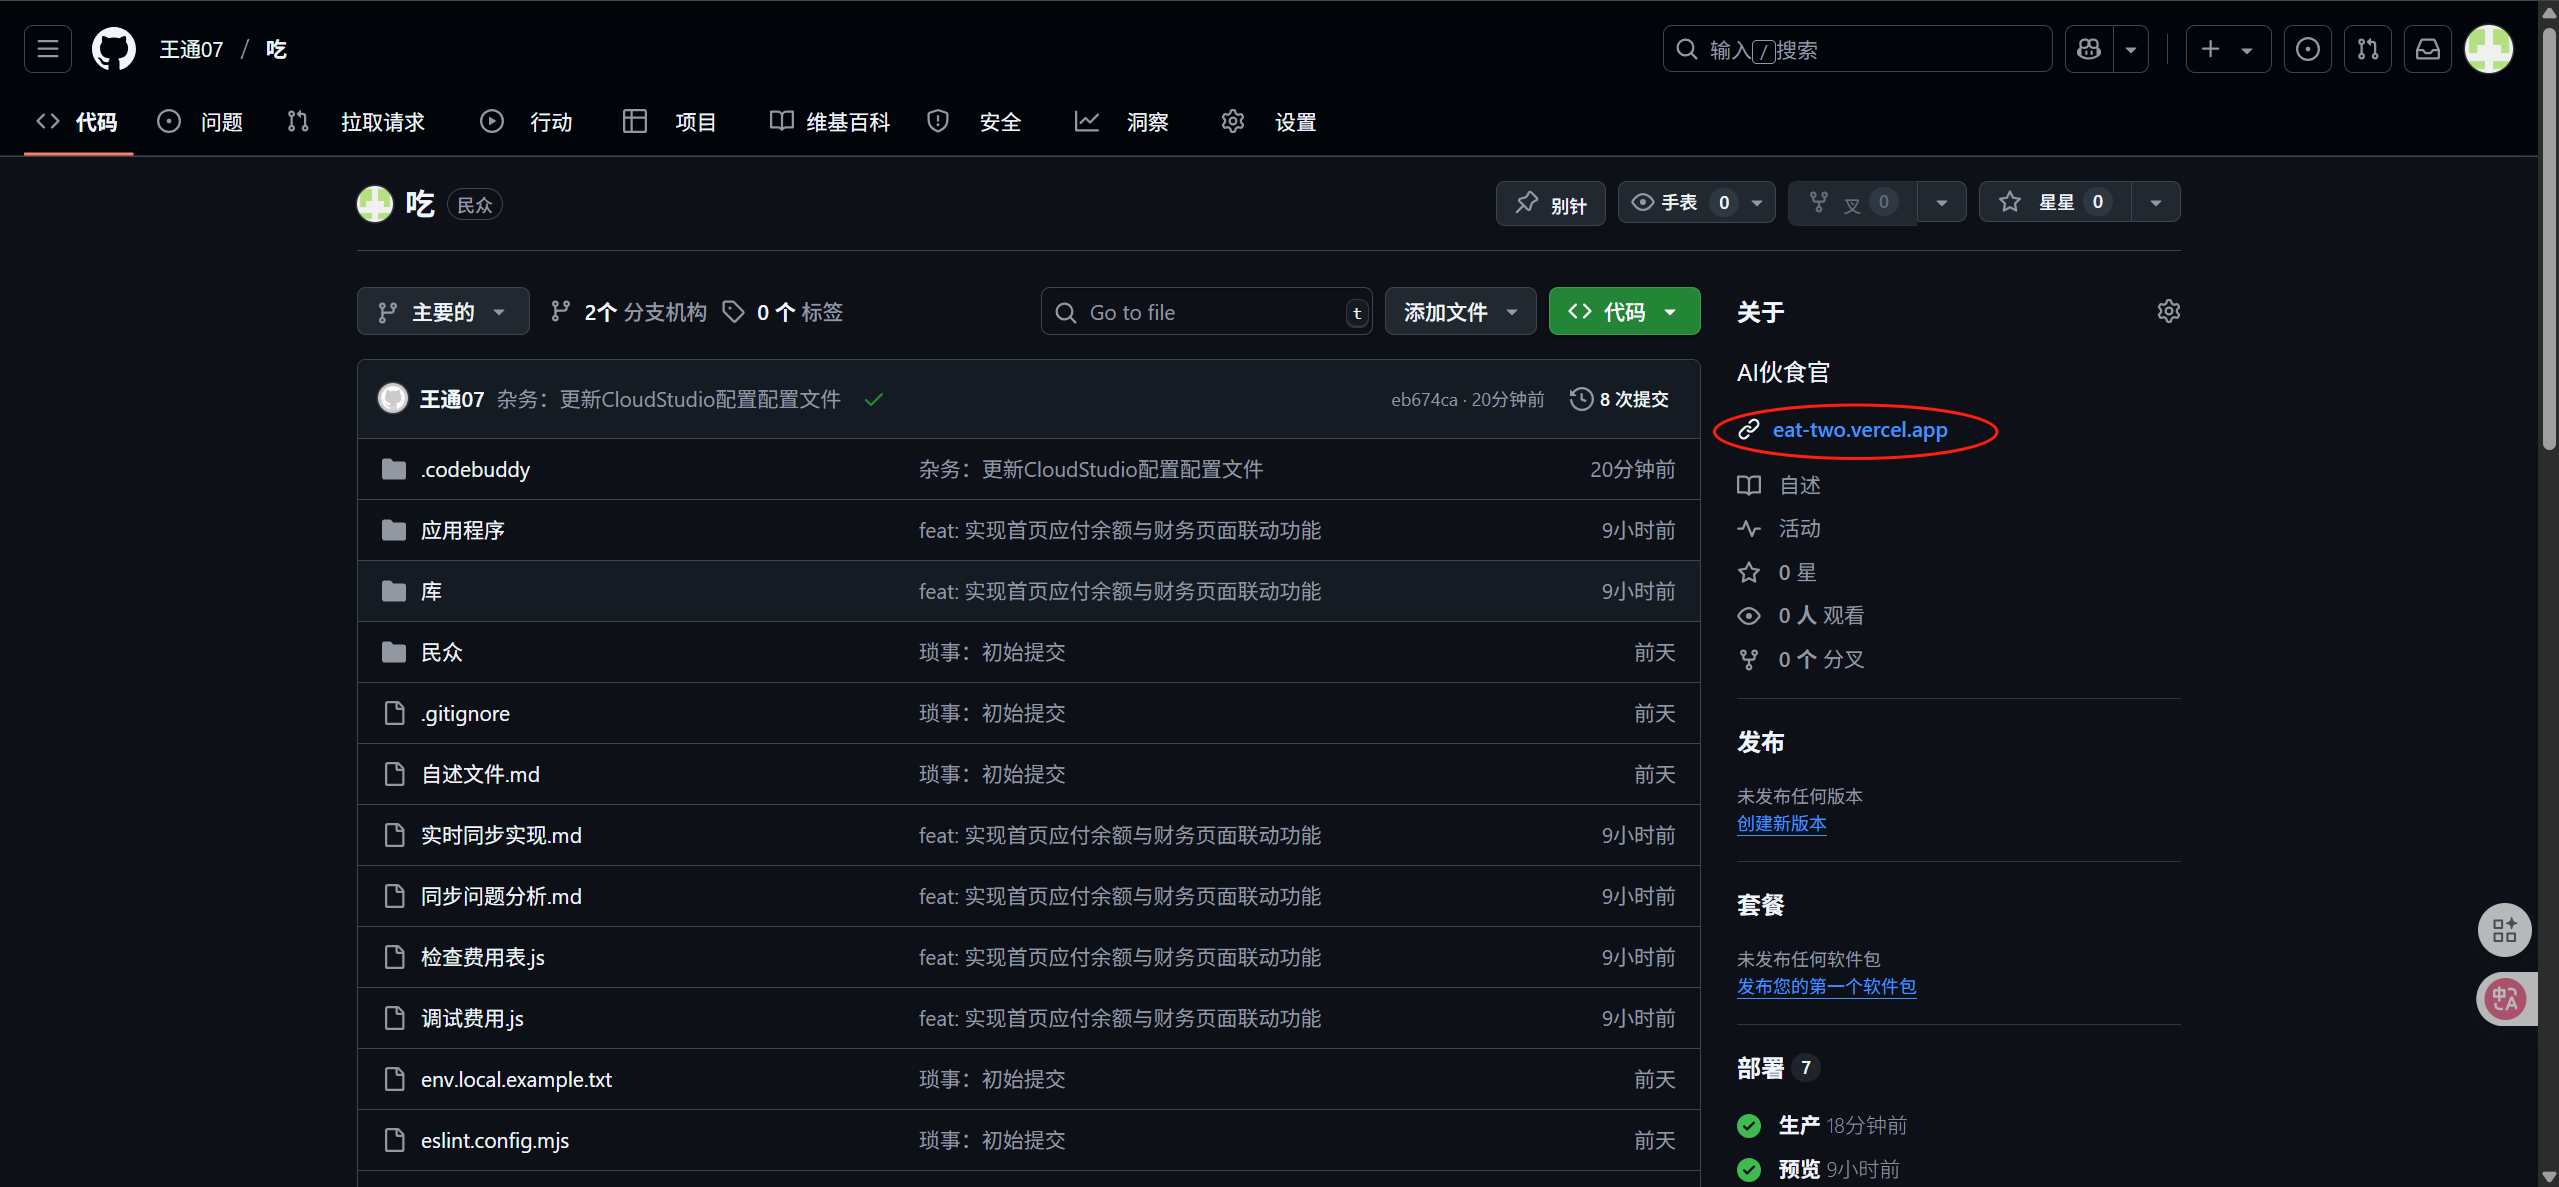 王通07 / 吃
输入/搜索
代码 问题 拉取请求 行动 项目 维基百科 安全 洞察 设置
吃 民众
别针 手表 0 叉 0 星星 0
主要的 2个 分支机构 0 个 标签 Go to file t 添加文件 代码
王通07 杂务：更新CloudStudio配置配置文件 eb674ca · 20分钟前 8 次提交
.codebuddy 杂务：更新CloudStudio配置配置文件 20分钟前
应用程序 feat: 实现首页应付余额与财务页面联动功能 9小时前
库 feat: 实现首页应付余额与财务页面联动功能 9小时前
民众 琐事：初始提交 前天
.gitignore 琐事：初始提交 前天
自述文件.md 琐事：初始提交 前天
实时同步实现.md feat: 实现首页应付余额与财务页面联动功能 9小时前
同步问题分析.md feat: 实现首页应付余额与财务页面联动功能 9小时前
检查费用表.js feat: 实现首页应付余额与财务页面联动功能 9小时前
调试费用.js feat: 实现首页应付余额与财务页面联动功能 9小时前
env.local.example.txt 琐事：初始提交 前天
eslint.config.mjs 琐事：初始提交 前天
关于
AI伙食官
eat-two.vercel.app
自述
活动
0 星
0 人 观看
0 个 分叉
发布
未发布任何版本
创建新版本
套餐
未发布任何软件包
发布您的第一个软件包
部署 7
生产 18分钟前
预览 9小时前
中A